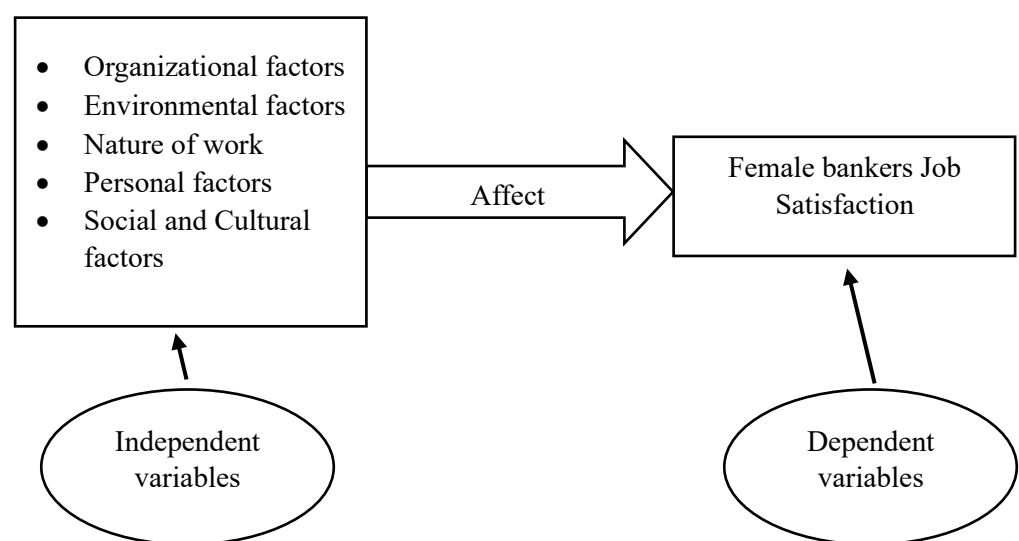 • Organizational factors
• Environmental factors
• Nature of work
• Personal factors
• Social and Cultural
factors
Affect
Female bankers Job
Satisfaction
Independent
variables
Dependent
variables